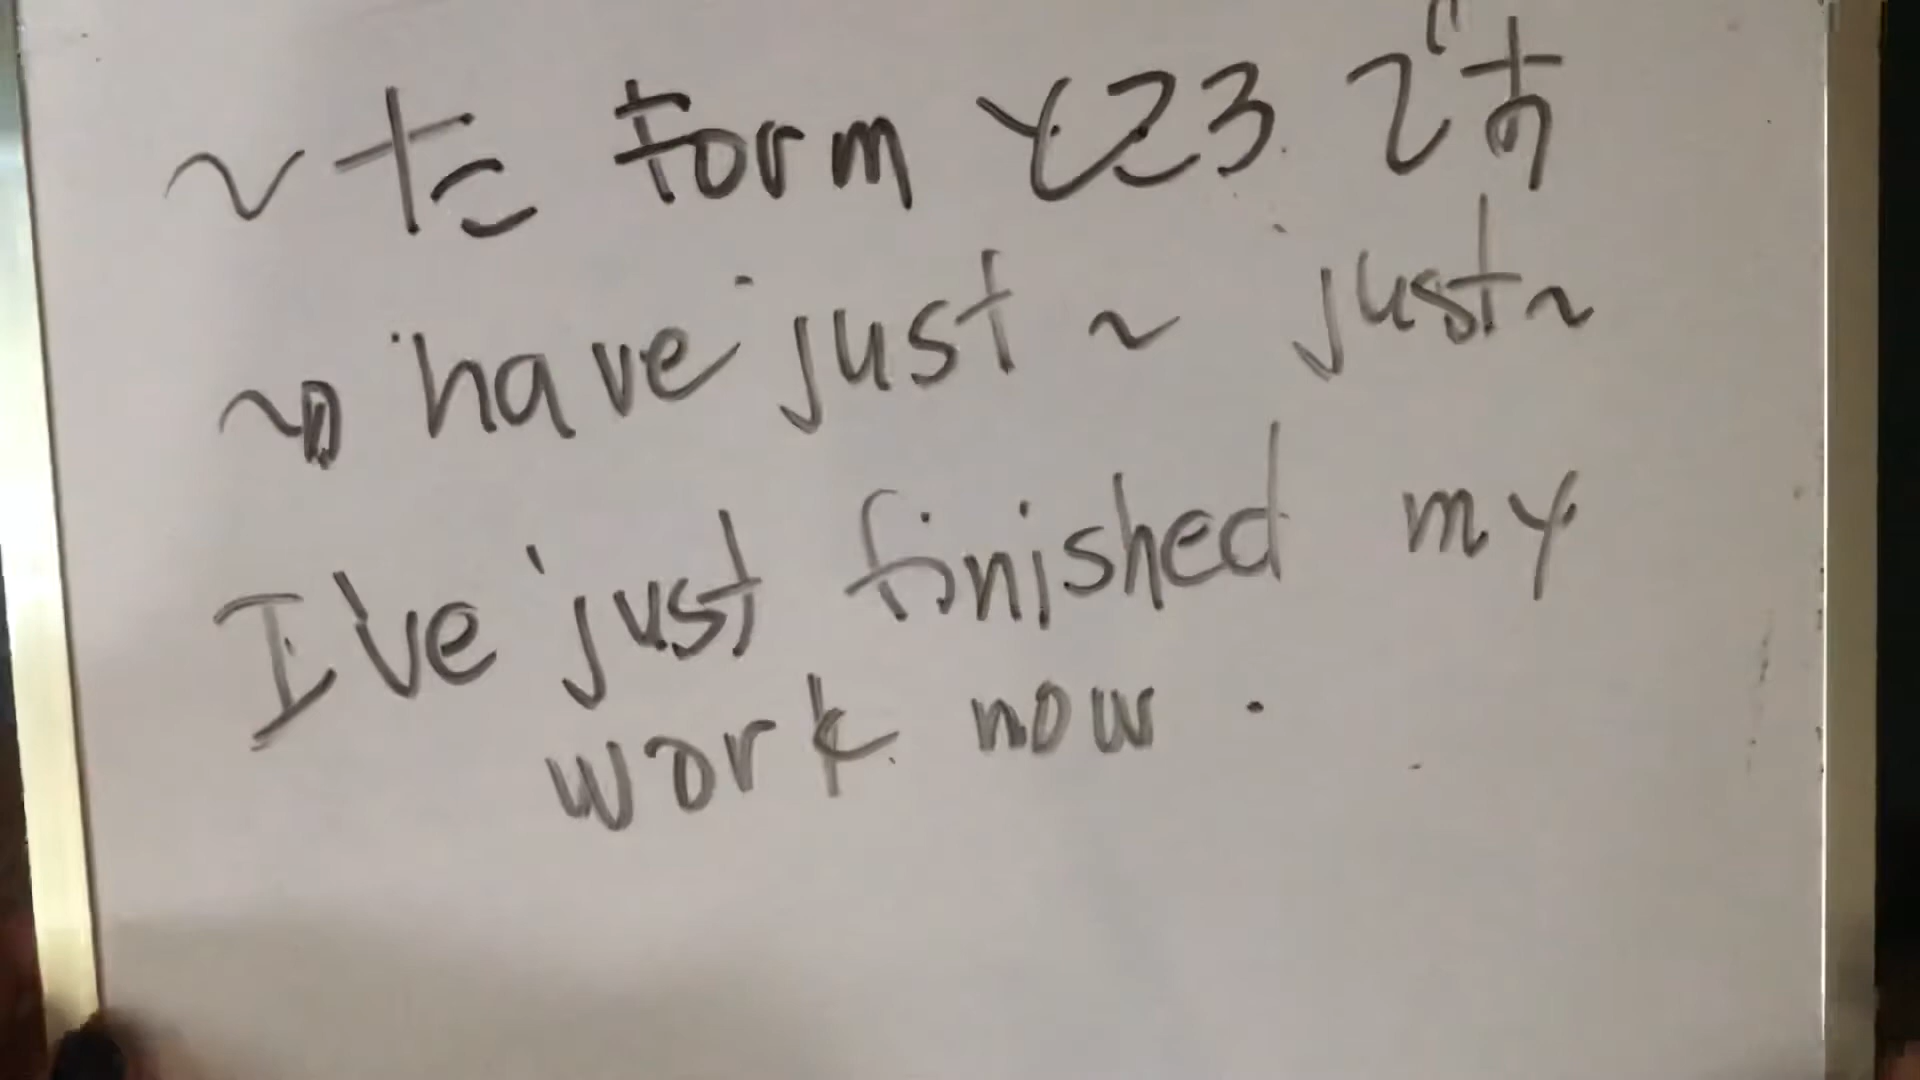 ~た form ところです
→ have just ~ just~
I've just finished my
work now.